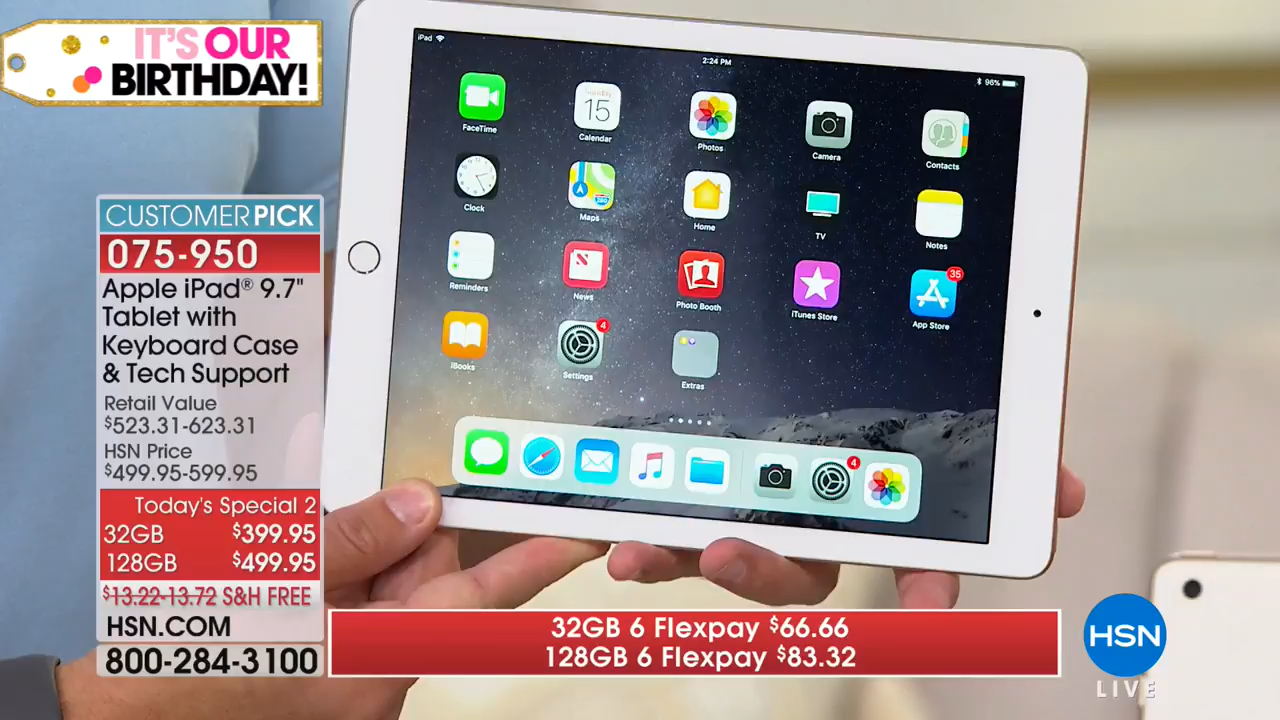 IT'S OUR
BIRTHDAY!
CUSTOMER PICK
075-950
Apple iPad® 9.7"
Tablet with
Keyboard Case
& Tech Support
Retail Value
$523.31-623.31
HSN Price
$499.95-599.95
Today's Special 2
32GB $399.95
128GB $499.95
$13.22-13.72 S&H FREE
HSN.COM
800-284-3100
iPad 2:24 PM 96%
FaceTime
15
Calendar
Photos
Camera
Contacts
Clock
Maps
280
Home
TV
Notes
Reminders
News
Photo Booth
iTunes Store
35
App Store
iBooks
4
Settings
Extras
4
32GB 6 Flexpay $66.66
128GB 6 Flexpay $83.32
HSN
LIVE